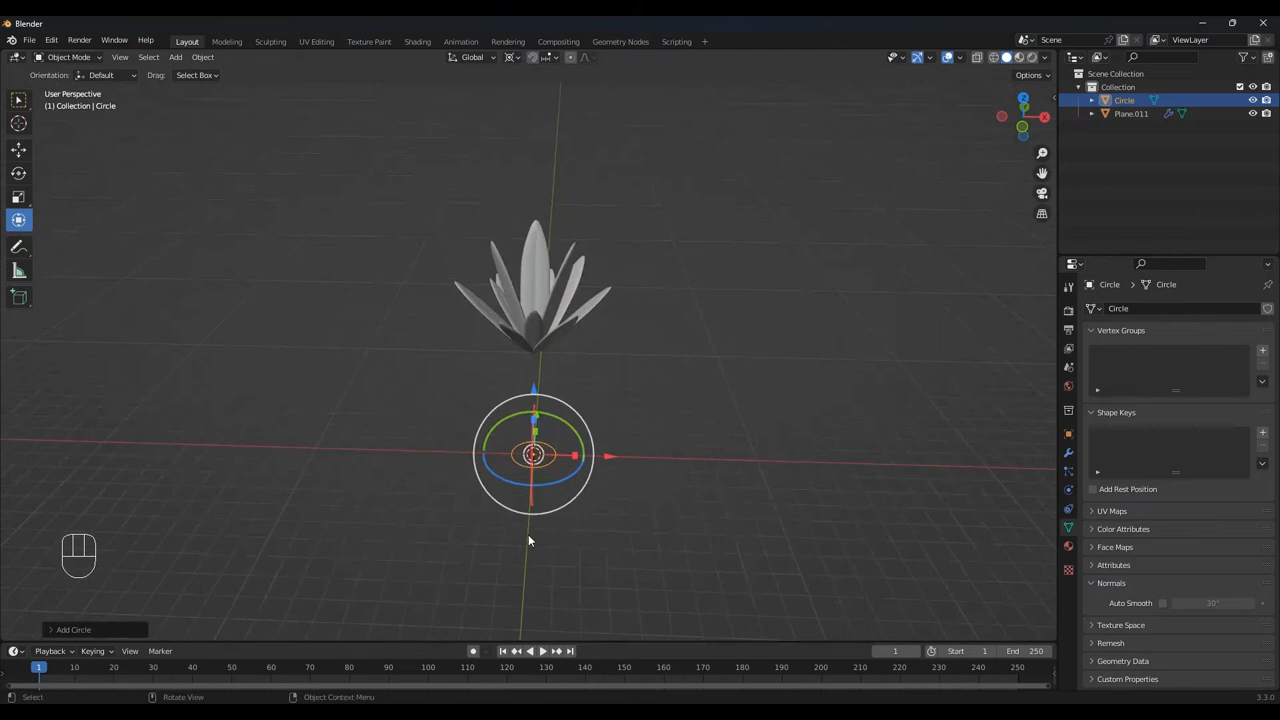 Blender
File Edit Render Window Help Layout Modeling Sculpting UV Editing Texture Paint Shading Animation Rendering Compositing Geometry Nodes Scripting + Scene ViewLayer
Object Mode View Select Add Object Global
Orientation: Default Drag: Select Box Options
User Perspective
(1) Collection | Circle
Z
X
Scene Collection
Collection
Circle
Plane.011
Circle Circle
Circle
Vertex Groups
Shape Keys
Add Rest Position
UV Maps
Color Attributes
Face Maps
Attributes
Normals
Auto Smooth 30°
Texture Space
Remesh
Geometry Data
Custom Properties
Add Circle
Playback Keying View Marker 1 Start 1 End 250
1 10 20 30 40 50 60 70 80 90 100 110 120 130 140 150 160 170 180 190 200 210 220 230 240 250
Select Rotate View Object Context Menu 3.3.0